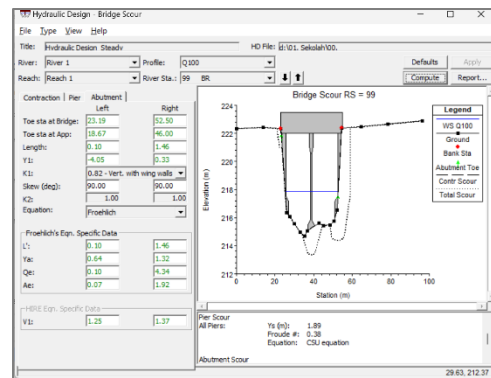 Hydraulic Design - Bridge Scour
File Type View Help
Title: Hydraulic Design Steady HD File: d:\01. Sekolah\00.
River: River 1 Profile: Q100 Defaults Apply
Reach: Reach 1 River Sta.: 99 BR Compute Report...
Contraction Pier Abutment
Left Right
Toe sta at Bridge: 23.19 52.50
Toe sta at App: 18.67 46.00
Length: 0.10 1.46
Y1: -4.05 0.33
K1: 0.82 - Vert. with wing walls
Skew (deg): 90.00 90.00
K2: 1.00 1.00
Equation: Froehlich
Froehlich's Eqn. Specific Data
L': 0.10 1.46
Ya: 0.64 1.32
Qe: 0.10 4.34
Ae: 0.07 1.92
HIRE Eqn. Specific Data
V1: 1.25 1.37
Bridge Scour RS = 99
Elevation (m)
224
222
220
218
216
214
212
0 20 40 60 80 100
Station (m)
Legend
WS Q100
Ground
Bank Sta
Abutment Toe
Contr Scour
Total Scour
Pier Scour
All Piers: Ys (m): 1.89
Froude #: 0.38
Equation: CSU equation
Abutment Scour
29.63, 212.37